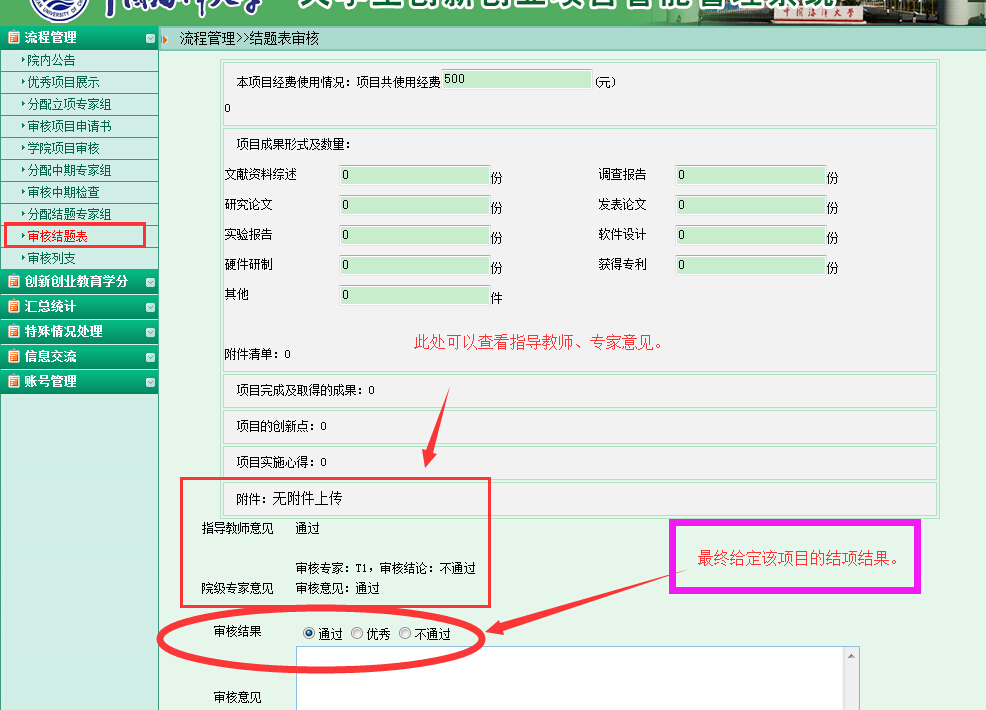 流程管理
院内公告
优秀项目展示
分配立项专家组
审核项目申请书
学院项目审核
分配中期专家组
审核中期检查
分配结题专家组
审核结题表
审核列支
创新创业教育学分
汇总统计
特殊情况处理
信息交流
账号管理
流程管理>>结题表审核
本项目经费使用情况：项目共使用经费 500 (元)
0
项目成果形式及数量：
文献资料综述 0 份 调查报告 0 份
研究论文 0 份 发表论文 0 份
实验报告 0 份 软件设计 0 份
硬件研制 0 份 获得专利 0 份
其他 0 件
此处可以查看指导教师、专家意见。
附件清单：0
项目完成及取得的成果：0
项目的创新点：0
项目实施心得：0
附件：无附件上传
指导教师意见 通过
审核专家：T1，审核结论：不通过
院级专家意见 审核意见：通过
最终给定该项目的结项结果。
审核结果 通过 优秀 不通过
审核意见